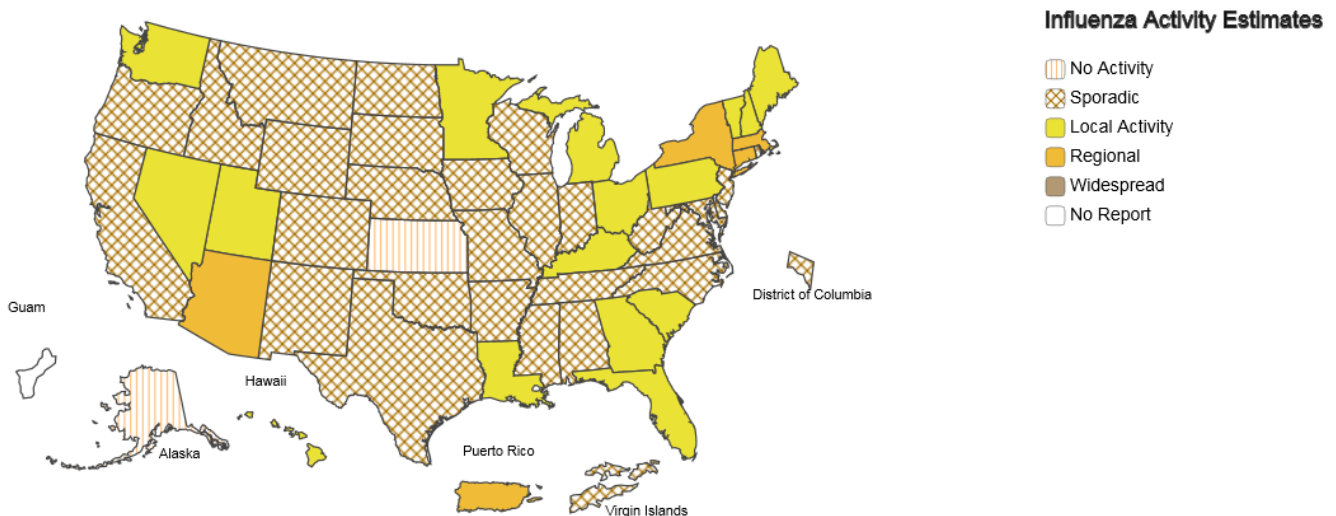 Influenza Activity Estimates
No Activity
Sporadic
Local Activity
Regional
Widespread
No Report
District of Columbia
Guam
Hawaii
Alaska
Puerto Rico
Virgin Islands